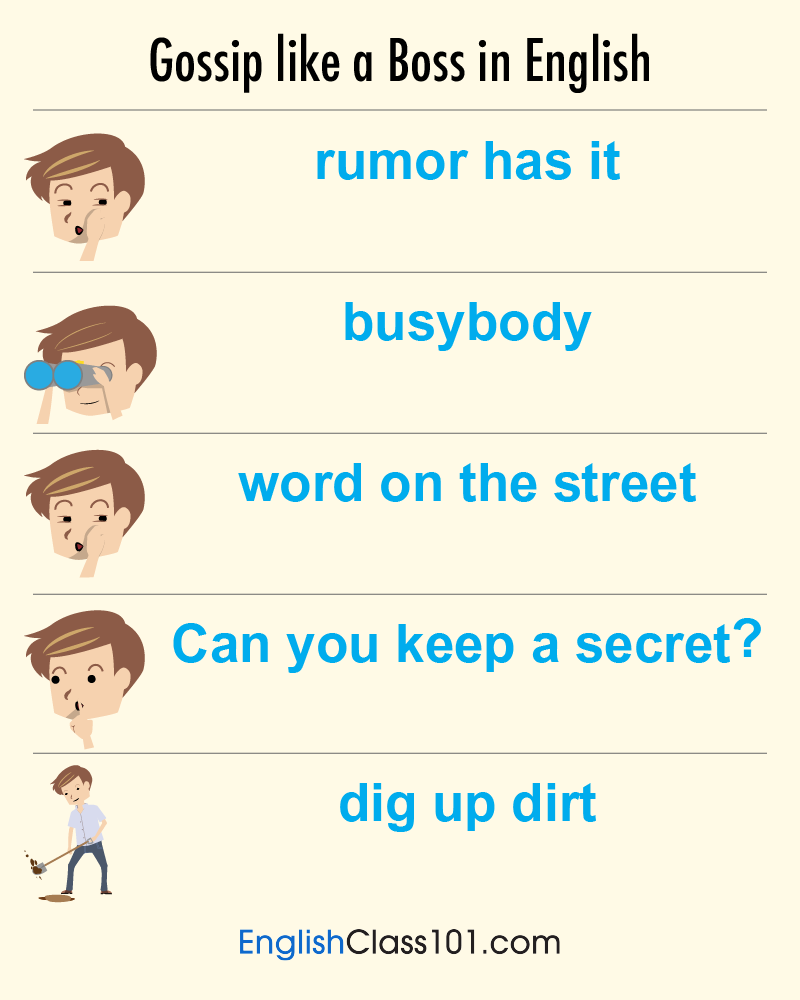 Gossip like a Boss in English
rumor has it
busybody
word on the street
Can you keep a secret?
dig up dirt
EnglishClass101.com